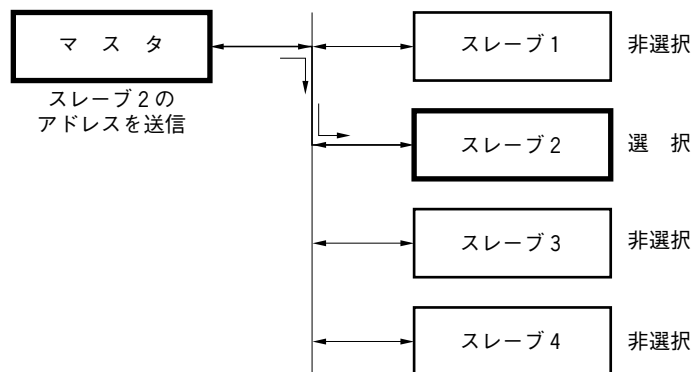 マ ス タ
スレーブ2の
アドレスを送信
スレーブ1
非選択
スレーブ2
選 択
スレーブ3
非選択
スレーブ4
非選択